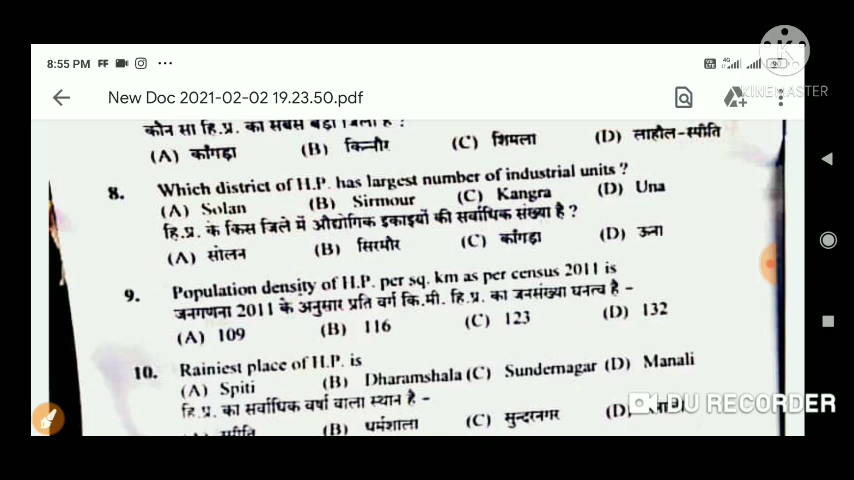 8:55 PM FF
New Doc 2021-02-02 19.23.50.pdf
KINEMASTER
कौन सा हि.प्र. का सबसे बड़ा जिला है ?
(A) काँगड़ा (B) किन्नौर (C) शिमला (D) लाहौल-स्पीति
8. Which district of H.P. has largest number of industrial units ?
(A) Solan (B) Sirmour (C) Kangra (D) Una
हि.प्र. के किस जिले में औद्योगिक इकाइयों की सर्वाधिक संख्या है ?
(A) सोलन (B) सिरमौर (C) काँगड़ा (D) ऊना
9. Population density of H.P. per sq. km as per census 2011 is
जनगणना 2011 के अनुसार प्रति वर्ग कि.मी. हि.प्र. का जनसंख्या घनत्व है –
(A) 109 (B) 116 (C) 123 (D) 132
10. Rainiest place of H.P. is
(A) Spiti (B) Dharamshala (C) Sundernagar (D) Manali
हि.प्र. का सर्वाधिक वर्षा वाला स्थान है –
स्पीति (B) धर्मशाला (C) सुन्दरनगर (D)
DU RECORDER